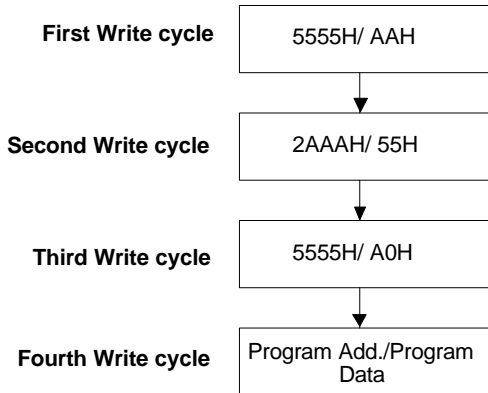 First Write cycle
5555H/ AAH
Second Write cycle
2AAAH/ 55H
Third Write cycle
5555H/ A0H
Fourth Write cycle
Program Add./Program
Data